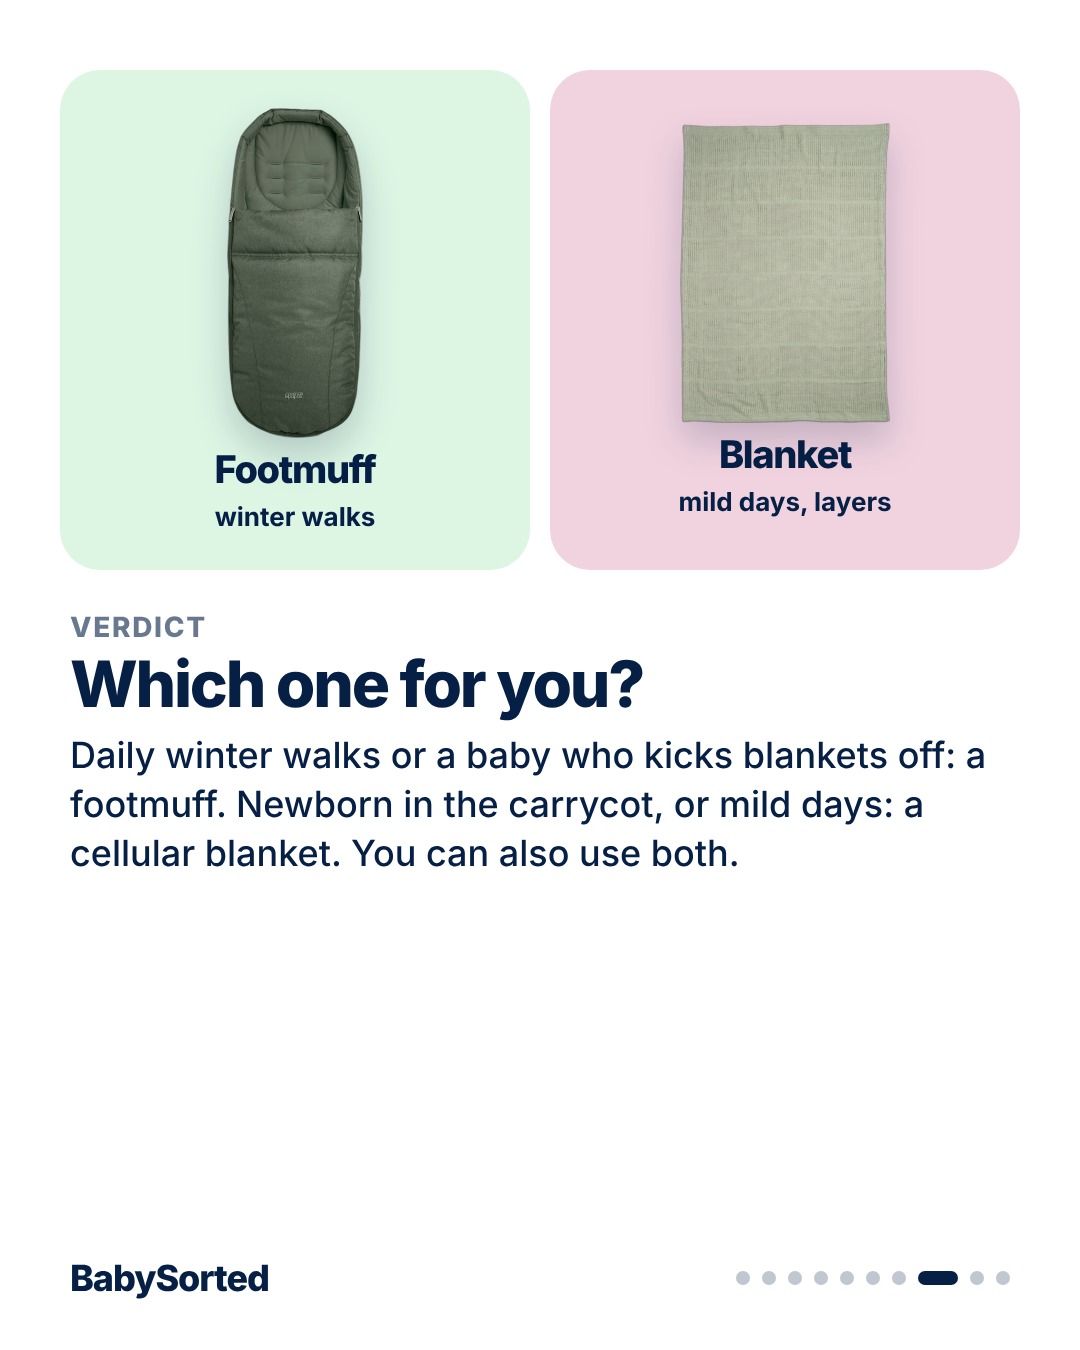 Footmuff
winter walks
Blanket
mild days, layers
VERDICT
Which one for you?
Daily winter walks or a baby who kicks blankets off: a
footmuff. Newborn in the carrycot, or mild days: a
cellular blanket. You can also use both.
BabySorted